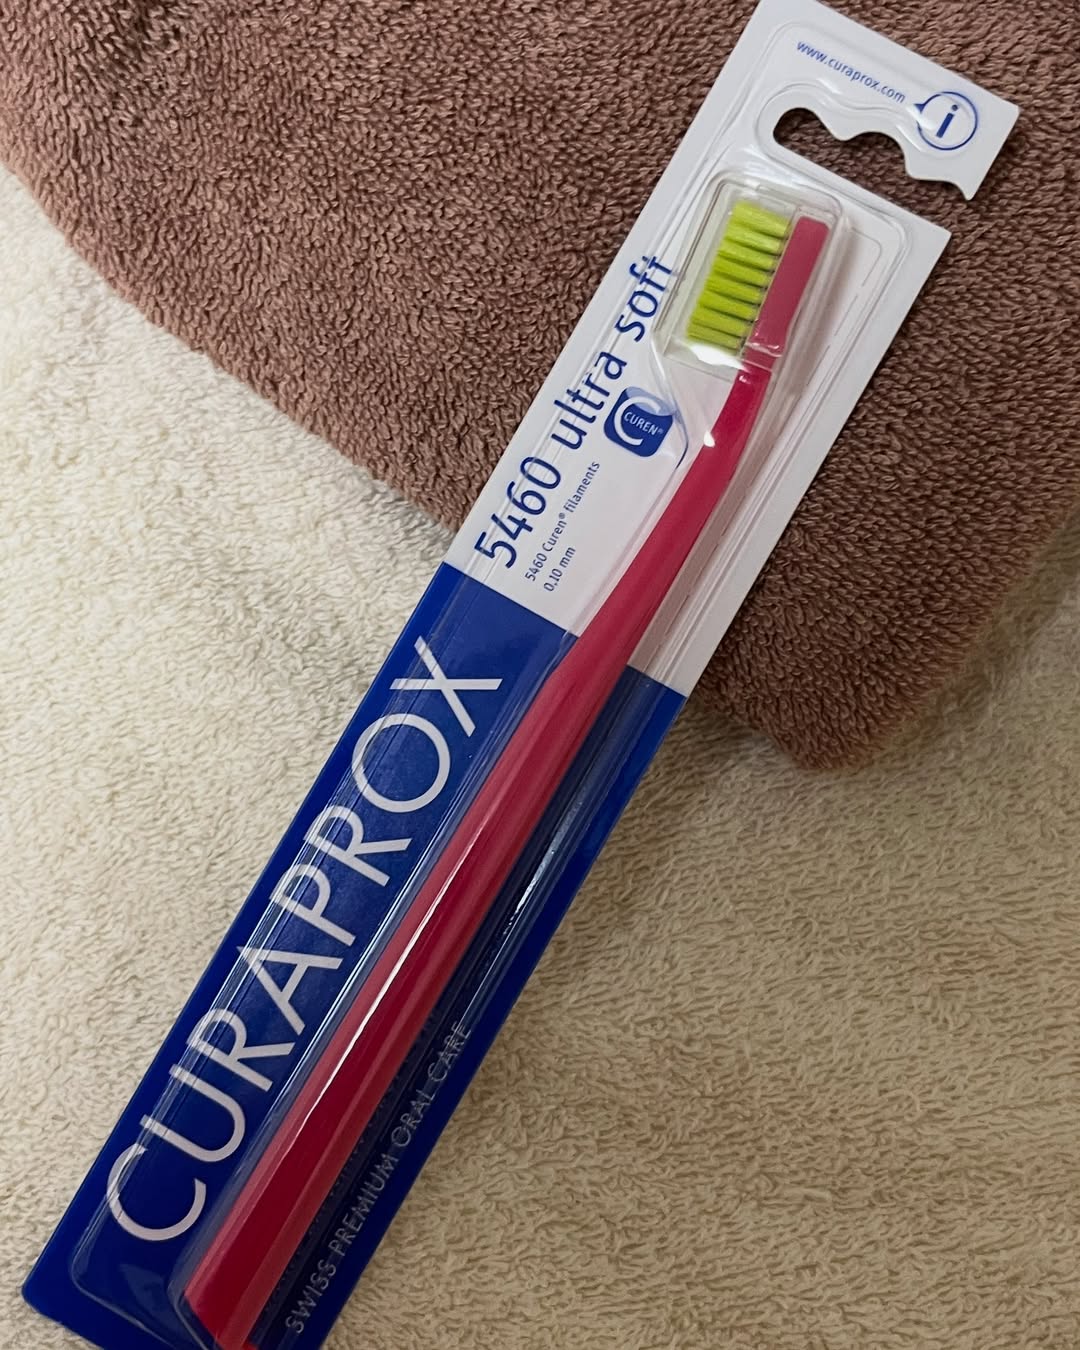 www.curaprox.com
i
5460 ultra soft
CUREN®
5460 Curen® filaments
0.10 mm
CURAPROX
SWISS PREMIUM ORAL CARE